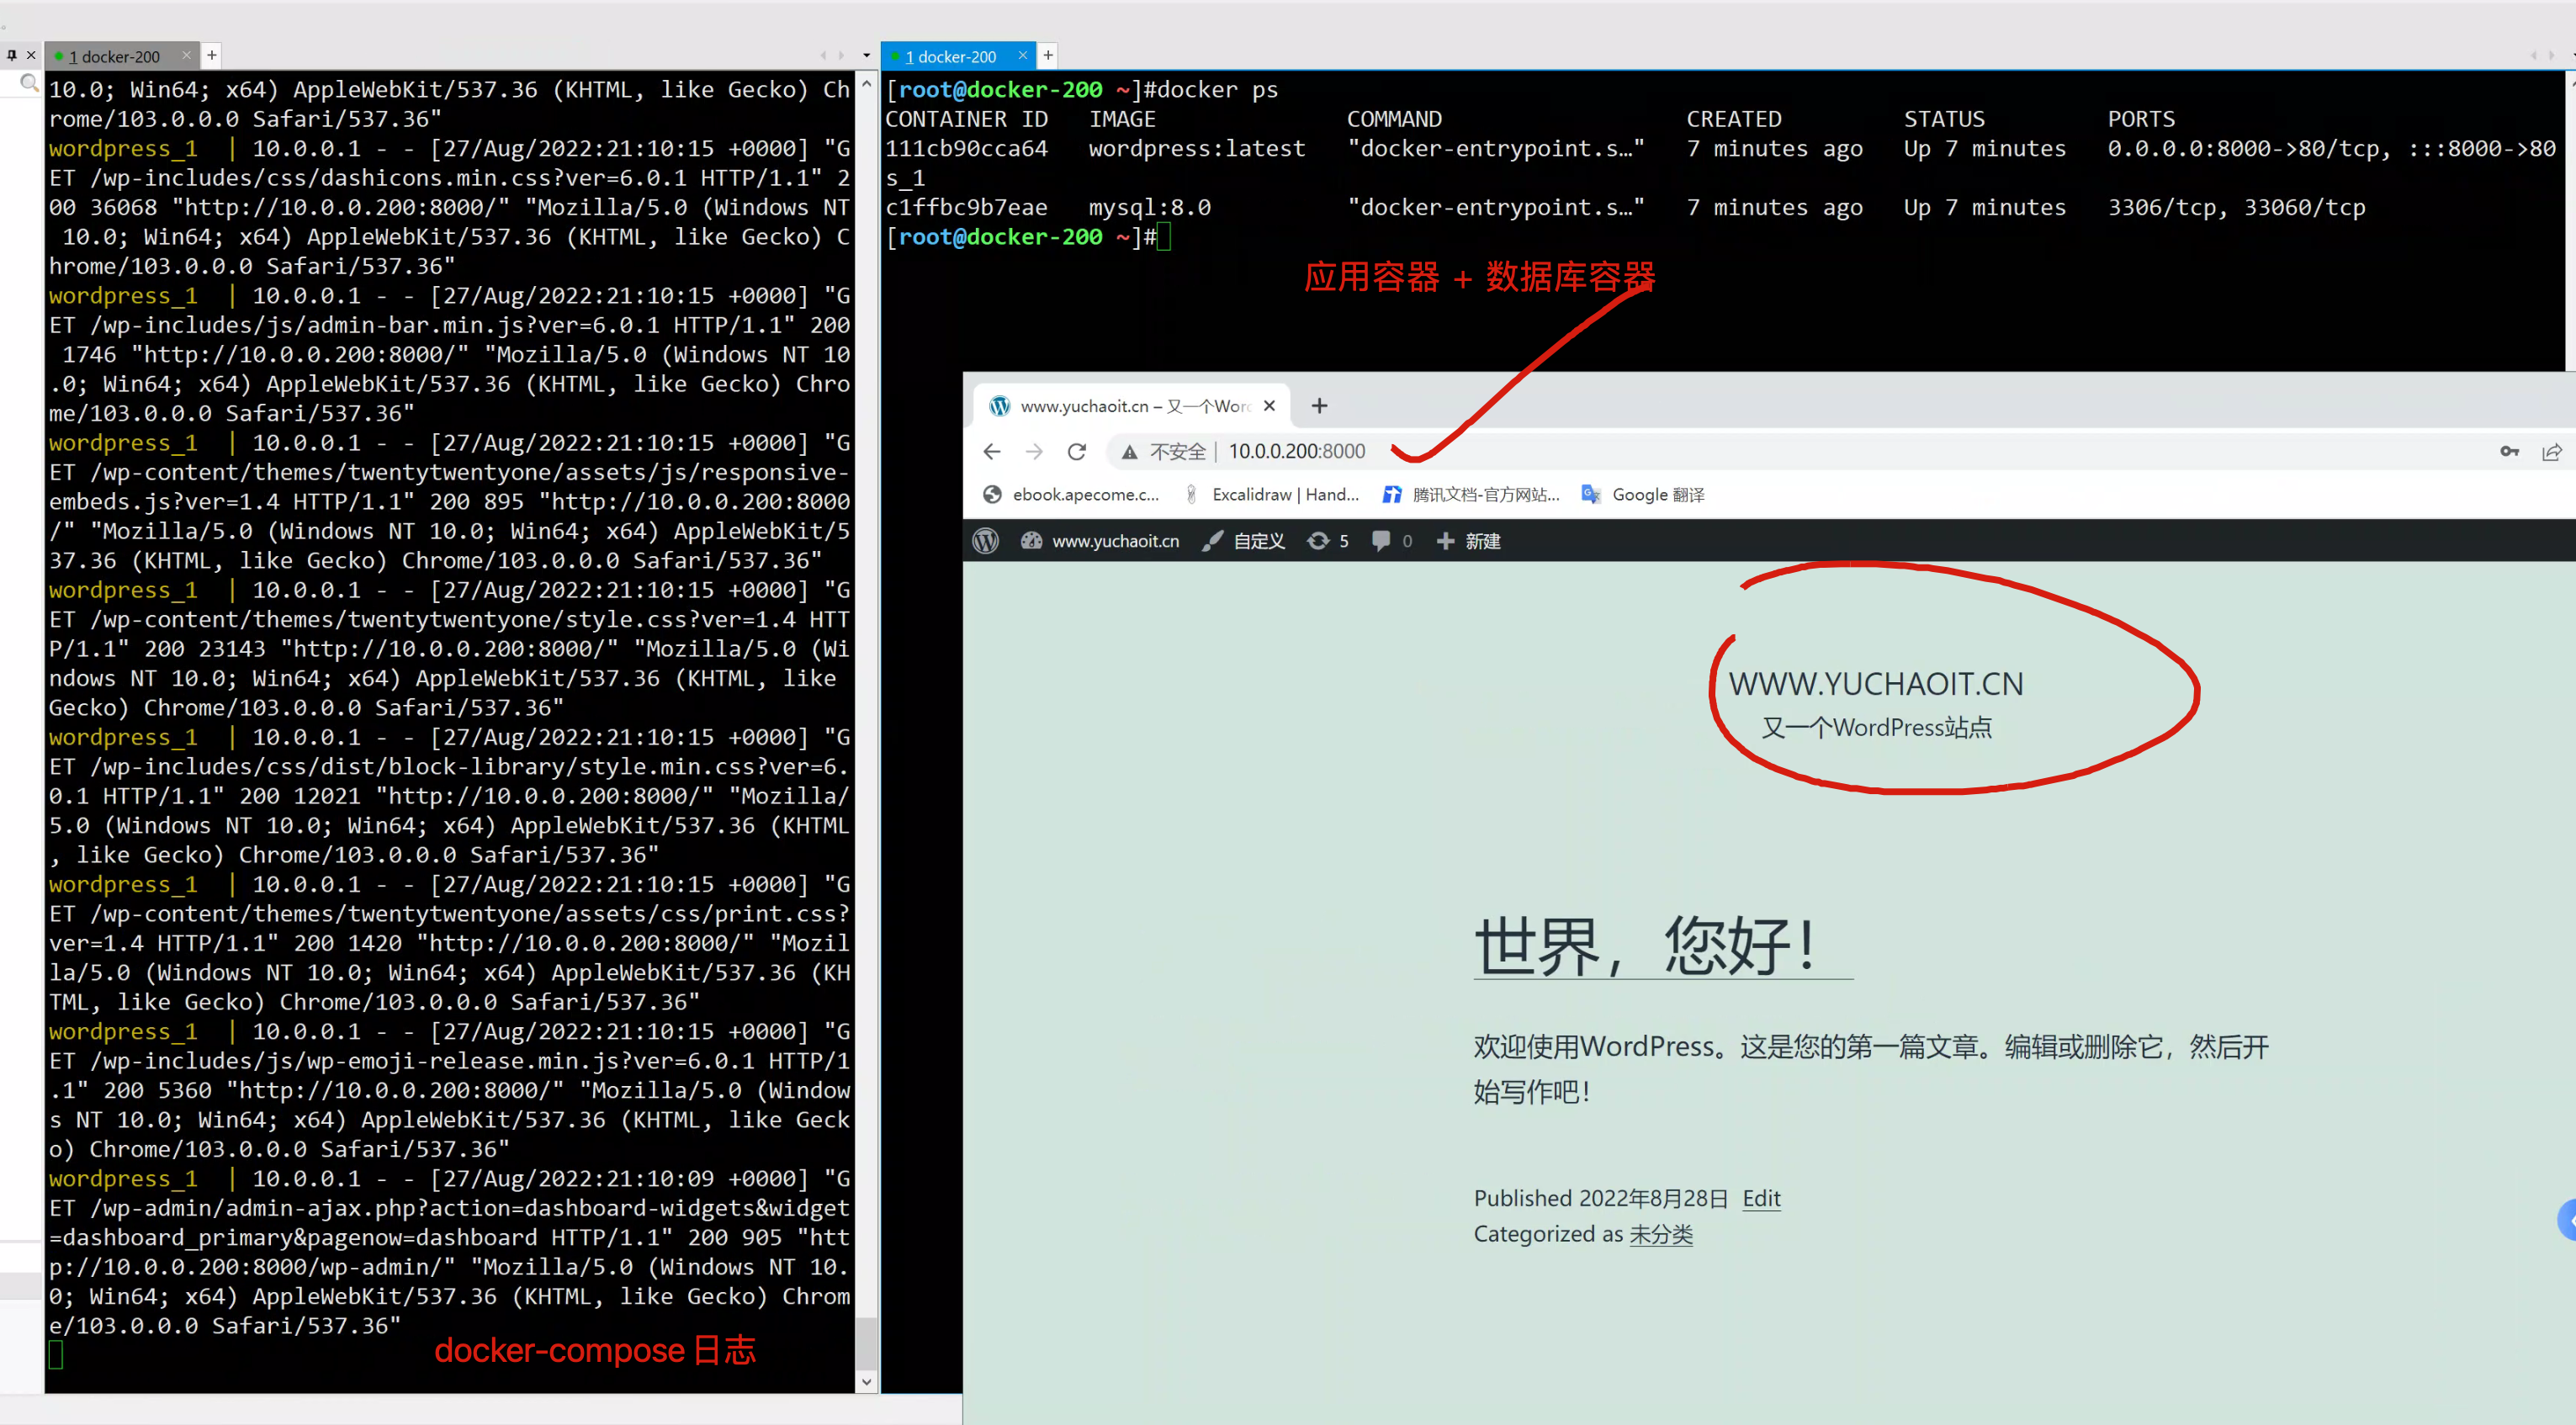 1 docker-200
10.0; Win64; x64) AppleWebKit/537.36 (KHTML, like Gecko) Ch
rome/103.0.0.0 Safari/537.36"
wordpress_1  | 10.0.0.1 - - [27/Aug/2022:21:10:15 +0000] "G
ET /wp-includes/css/dashicons.min.css?ver=6.0.1 HTTP/1.1" 2
00 36068 "http://10.0.0.200:8000/" "Mozilla/5.0 (Windows NT
 10.0; Win64; x64) AppleWebKit/537.36 (KHTML, like Gecko) C
hrome/103.0.0.0 Safari/537.36"
wordpress_1  | 10.0.0.1 - - [27/Aug/2022:21:10:15 +0000] "G
ET /wp-includes/js/admin-bar.min.js?ver=6.0.1 HTTP/1.1" 200
 1746 "http://10.0.0.200:8000/" "Mozilla/5.0 (Windows NT 10
.0; Win64; x64) AppleWebKit/537.36 (KHTML, like Gecko) Chro
me/103.0.0.0 Safari/537.36"
wordpress_1  | 10.0.0.1 - - [27/Aug/2022:21:10:15 +0000] "G
ET /wp-content/themes/twentytwentyone/assets/js/responsive-
embeds.js?ver=1.4 HTTP/1.1" 200 895 "http://10.0.0.200:8000
/" "Mozilla/5.0 (Windows NT 10.0; Win64; x64) AppleWebKit/5
37.36 (KHTML, like Gecko) Chrome/103.0.0.0 Safari/537.36"
wordpress_1  | 10.0.0.1 - - [27/Aug/2022:21:10:15 +0000] "G
ET /wp-content/themes/twentytwentyone/style.css?ver=1.4 HTT
P/1.1" 200 23143 "http://10.0.0.200:8000/" "Mozilla/5.0 (Wi
ndows NT 10.0; Win64; x64) AppleWebKit/537.36 (KHTML, like
Gecko) Chrome/103.0.0.0 Safari/537.36"
wordpress_1  | 10.0.0.1 - - [27/Aug/2022:21:10:15 +0000] "G
ET /wp-includes/css/dist/block-library/style.min.css?ver=6.
0.1 HTTP/1.1" 200 12021 "http://10.0.0.200:8000/" "Mozilla/
5.0 (Windows NT 10.0; Win64; x64) AppleWebKit/537.36 (KHTML
, like Gecko) Chrome/103.0.0.0 Safari/537.36"
wordpress_1  | 10.0.0.1 - - [27/Aug/2022:21:10:15 +0000] "G
ET /wp-content/themes/twentytwentyone/assets/css/print.css?
ver=1.4 HTTP/1.1" 200 1420 "http://10.0.0.200:8000/" "Mozil
la/5.0 (Windows NT 10.0; Win64; x64) AppleWebKit/537.36 (KH
TML, like Gecko) Chrome/103.0.0.0 Safari/537.36"
wordpress_1  | 10.0.0.1 - - [27/Aug/2022:21:10:15 +0000] "G
ET /wp-includes/js/wp-emoji-release.min.js?ver=6.0.1 HTTP/1
.1" 200 5360 "http://10.0.0.200:8000/" "Mozilla/5.0 (Window
s NT 10.0; Win64; x64) AppleWebKit/537.36 (KHTML, like Geck
o) Chrome/103.0.0.0 Safari/537.36"
wordpress_1  | 10.0.0.1 - - [27/Aug/2022:21:10:09 +0000] "G
ET /wp-admin/admin-ajax.php?action=dashboard-widgets&widget
=dashboard_primary&pagenow=dashboard HTTP/1.1" 200 905 "htt
p://10.0.0.200:8000/wp-admin/" "Mozilla/5.0 (Windows NT 10.
0; Win64; x64) AppleWebKit/537.36 (KHTML, like Gecko) Chrom
e/103.0.0.0 Safari/537.36"
docker-compose 日志
1 docker-200
[root@docker-200 ~]#docker ps
CONTAINER ID   IMAGE              COMMAND                  CREATED         STATUS         PORTS
111cb90cca64   wordpress:latest   "docker-entrypoint.s…"   7 minutes ago   Up 7 minutes   0.0.0.0:8000->80/tcp, :::8000->80
s_1
c1ffbc9b7eae   mysql:8.0          "docker-entrypoint.s…"   7 minutes ago   Up 7 minutes   3306/tcp, 33060/tcp
[root@docker-200 ~]#
应用容器 + 数据库容器
www.yuchaoit.cn – 又一个Word
不安全 | 10.0.0.200:8000
ebook.apecome.c... Excalidraw | Hand... 腾讯文档-官方网站... Google 翻译
www.yuchaoit.cn 自定义 5 0 新建
WWW.YUCHAOIT.CN
又一个WordPress站点
世界，您好！
欢迎使用WordPress。这是您的第一篇文章。编辑或删除它，然后开
始写作吧！
Published 2022年8月28日 Edit
Categorized as 未分类